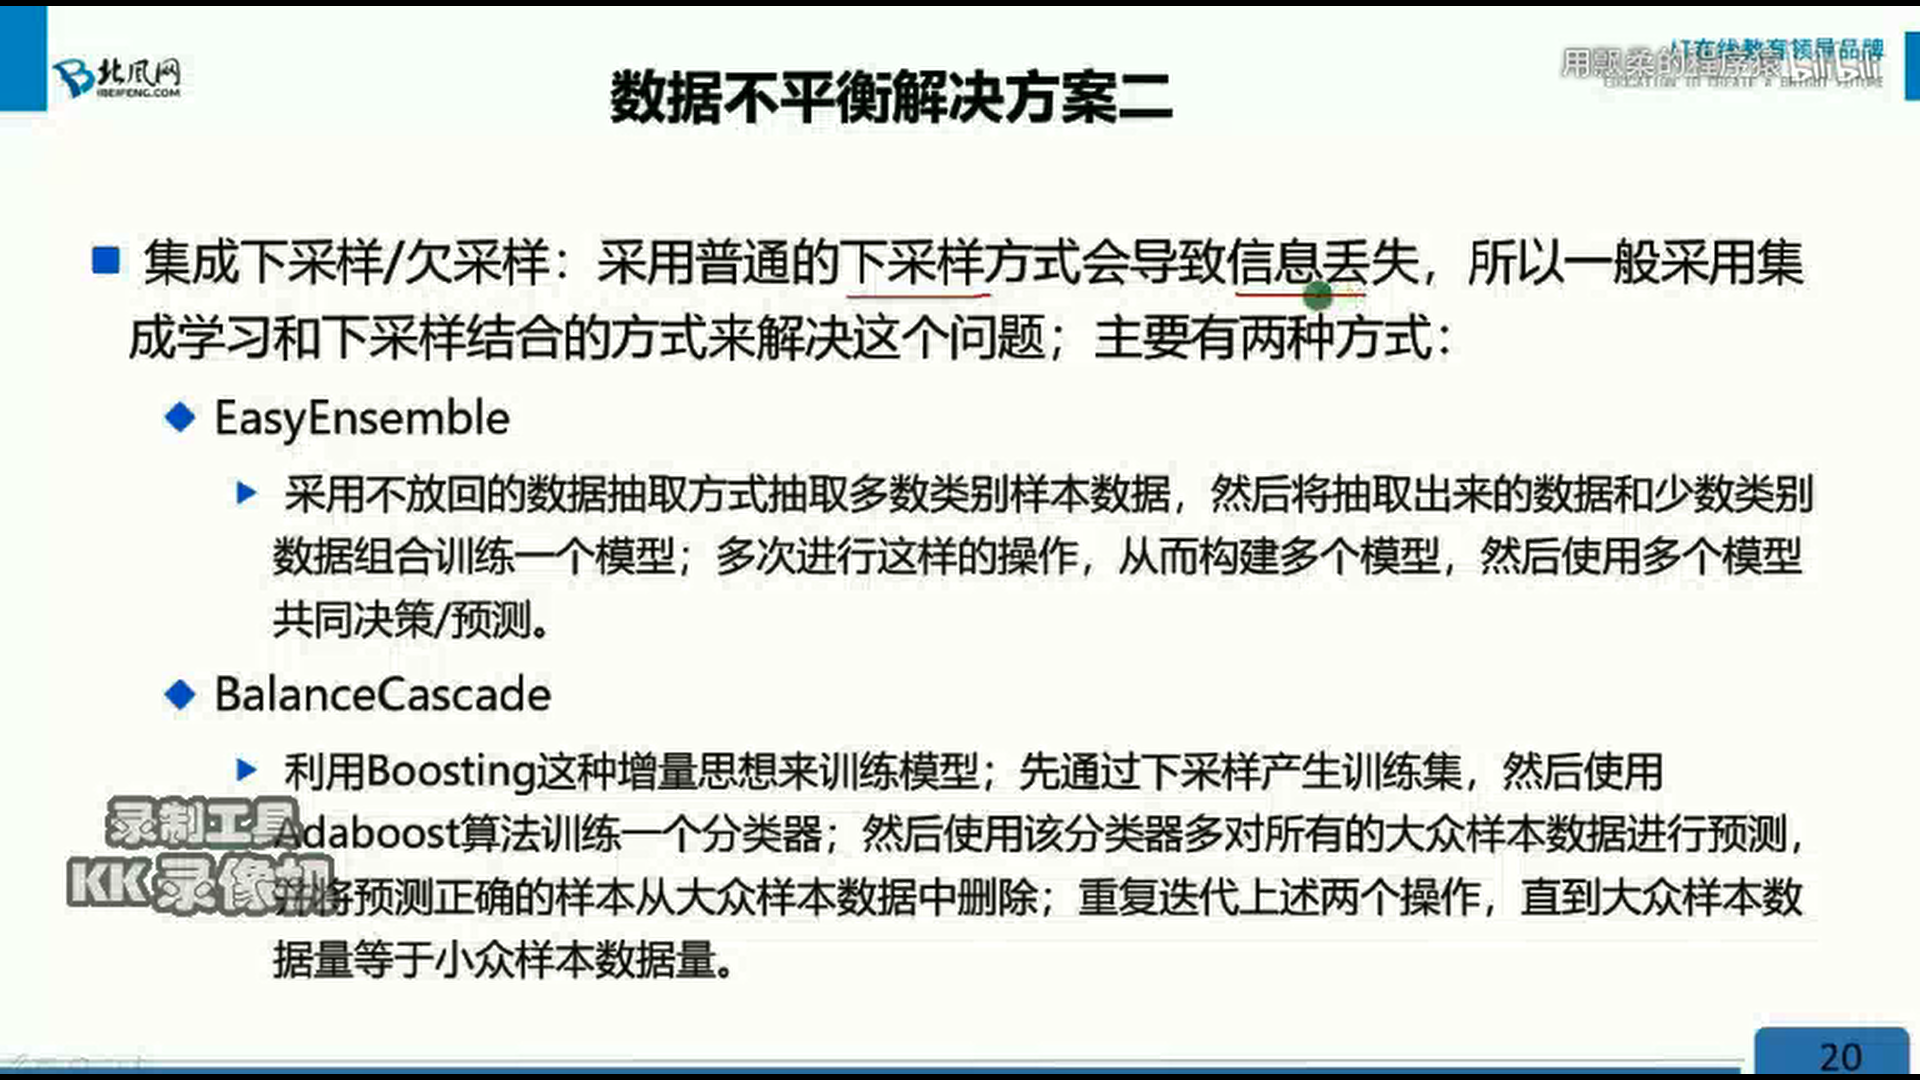 北风网
IBEIFENG.COM
IT在线教育领导品牌
数据不平衡解决方案二
集成下采样/欠采样：采用普通的下采样方式会导致信息丢失，所以一般采用集
成学习和下采样结合的方式来解决这个问题；主要有两种方式：
EasyEnsemble
采用不放回的数据抽取方式抽取多数类别样本数据，然后将抽取出来的数据和少数类别
数据组合训练一个模型；多次进行这样的操作，从而构建多个模型，然后使用多个模型
共同决策/预测。
BalanceCascade
利用Boosting这种增量思想来训练模型；先通过下采样产生训练集，然后使用
Adaboost算法训练一个分类器；然后使用该分类器多对所有的大众样本数据进行预测，
并将预测正确的样本从大众样本数据中删除；重复迭代上述两个操作，直到大众样本数
据量等于小众样本数据量。
录制工具
KK录像机
20